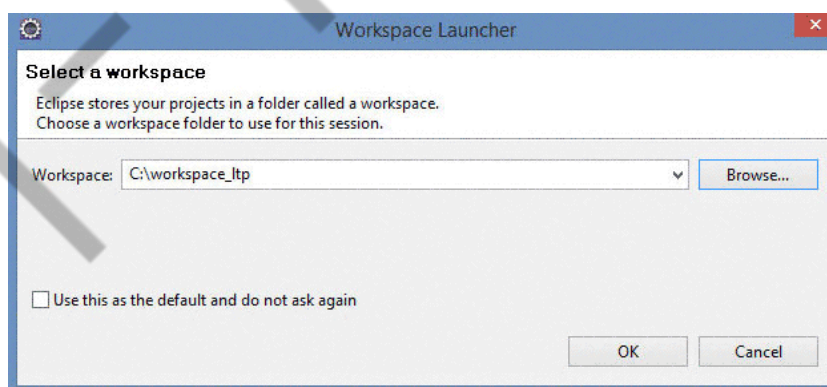 Workspace Launcher
Select a workspace
Eclipse stores your projects in a folder called a workspace.
Choose a workspace folder to use for this session.
Workspace: C:\workspace_ltp Browse...
Use this as the default and do not ask again
OK Cancel